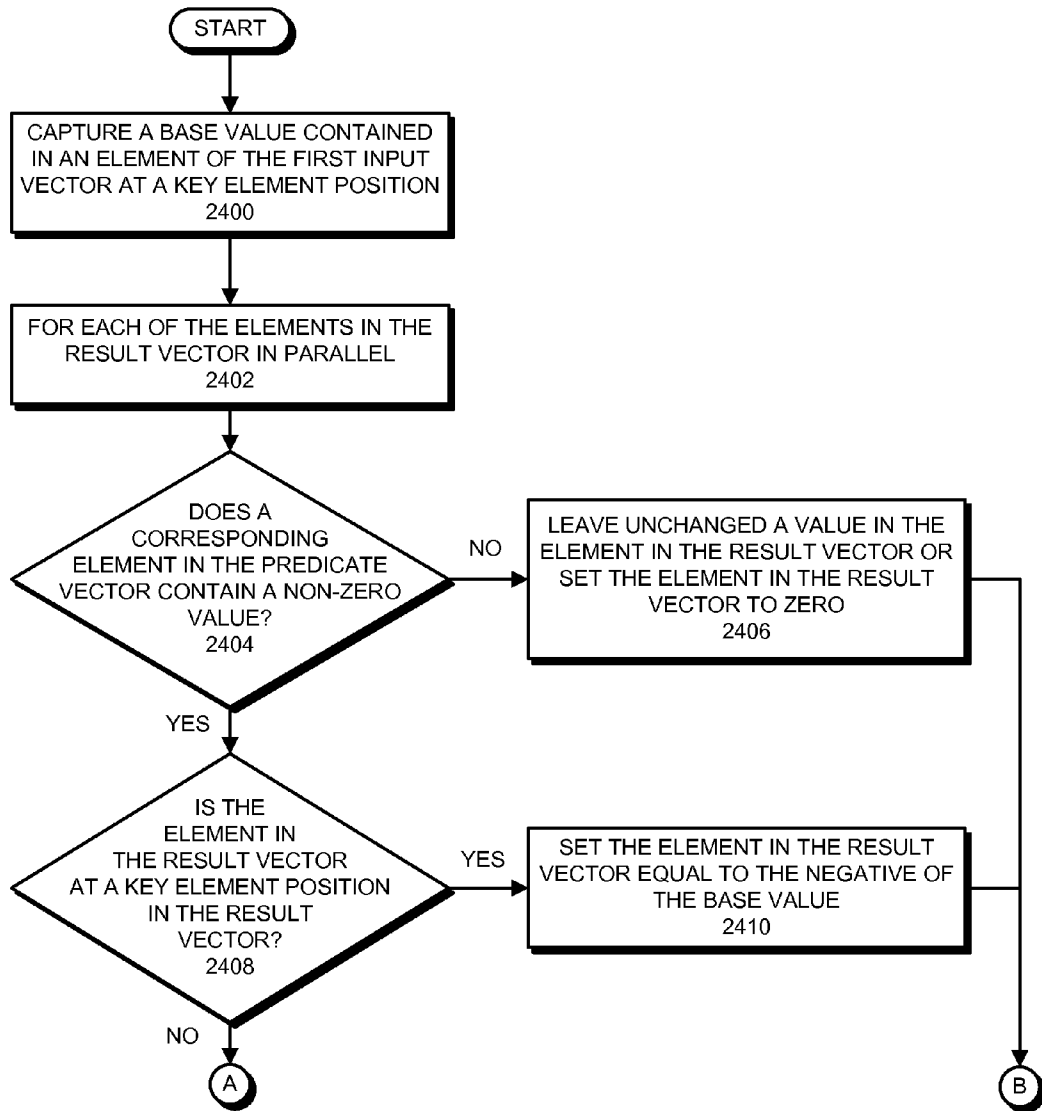 START
CAPTURE A BASE VALUE CONTAINED
IN AN ELEMENT OF THE FIRST INPUT
VECTOR AT A KEY ELEMENT POSITION
2400
FOR EACH OF THE ELEMENTS IN THE
RESULT VECTOR IN PARALLEL
2402
DOES A
CORRESPONDING
ELEMENT IN THE PREDICATE
VECTOR CONTAIN A NON-ZERO
VALUE?
2404
NO
LEAVE UNCHANGED A VALUE IN THE
ELEMENT IN THE RESULT VECTOR OR
SET THE ELEMENT IN THE RESULT
VECTOR TO ZERO
2406
YES
IS THE
ELEMENT IN
THE RESULT VECTOR
AT A KEY ELEMENT POSITION
IN THE RESULT
VECTOR?
2408
YES
SET THE ELEMENT IN THE RESULT
VECTOR EQUAL TO THE NEGATIVE OF
THE BASE VALUE
2410
NO
A
B